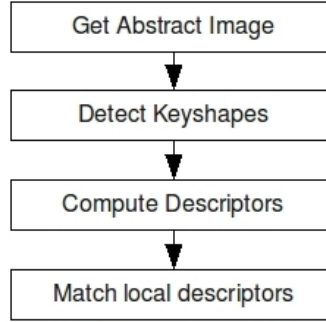 Get Abstract Image
Detect Keyshapes
Compute Descriptors
Match local descriptors